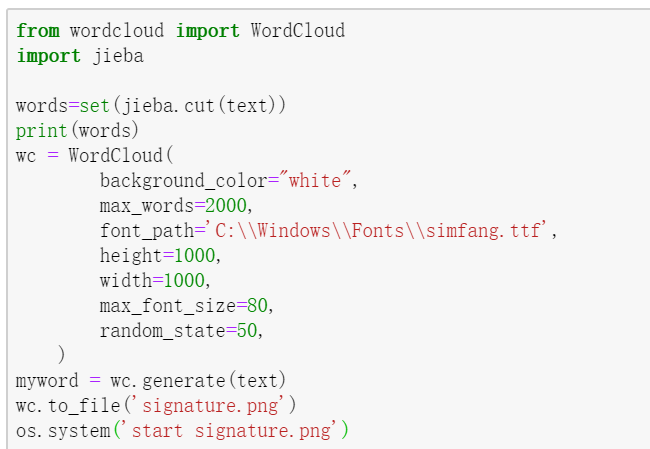 from wordcloud import WordCloud
import jieba
words=set(jieba.cut(text))
print(words)
wc = WordCloud(
background_color="white",
max_words=2000,
font_path='C:\\Windows\\Fonts\\simfang.ttf',
height=1000,
width=1000,
max_font_size=80,
random_state=50,
)
myword = wc.generate(text)
wc.to_file('signature.png')
os.system('start signature.png')